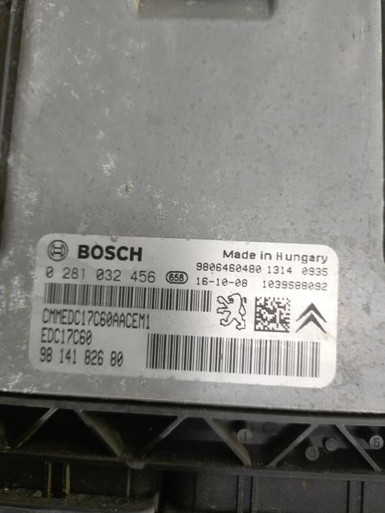 BOSCH Made in Hungary
0 281 032 456 658 9806460480 1314 0935
16-10-08 1039S88092
CMMEDC17C60AACEM1
EDC17C60
98 141 826 80